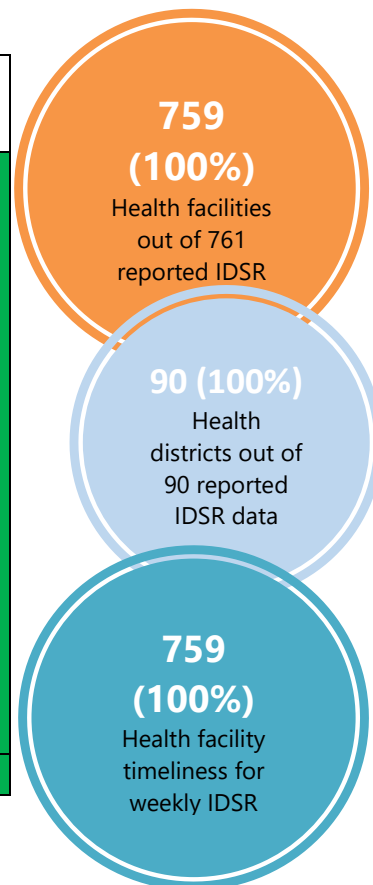 759
(100%)
Health facilities
out of 761
reported IDSR
90 (100%)
Health
districts out of
90 reported
IDSR data
759
(100%)
Health facility
timeliness for
weekly IDSR